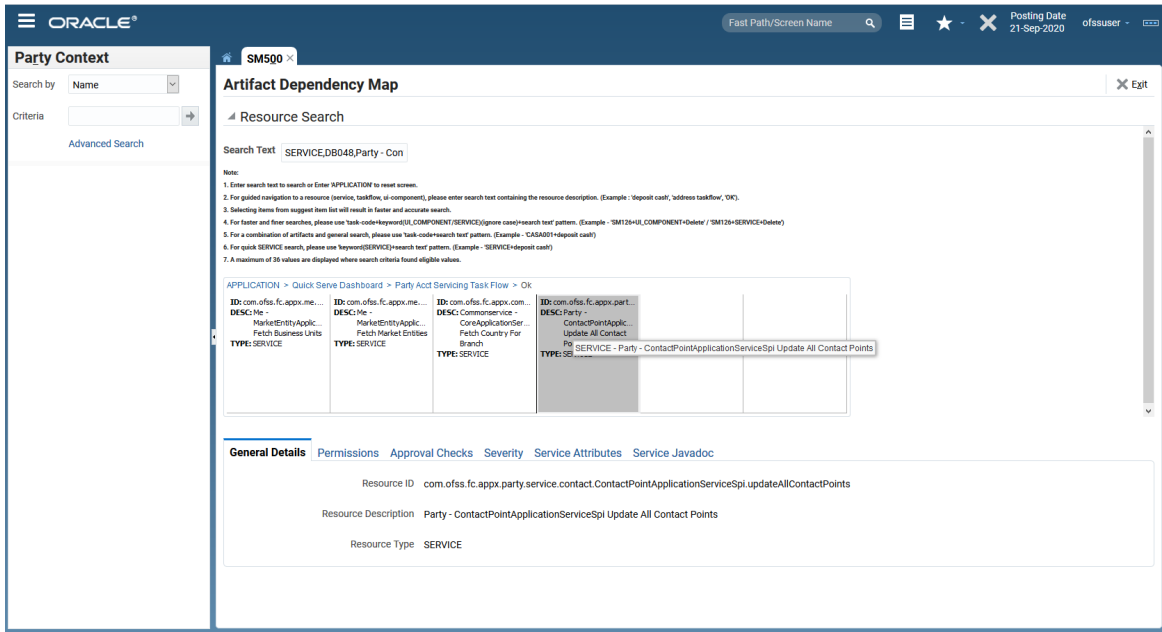 ORACLE®
Fast Path/Screen Name
Posting Date
21-Sep-2020
ofssuser
Party Context
Search by Name
Criteria
Advanced Search
SM500
Artifact Dependency Map
Exit
Resource Search
Search Text SERVICE,DB048,Party - Con
Note:
1. Enter search text to search or Enter 'APPLICATION' to reset screen.
2. For guided navigation to a resource (service, taskflow, ui-component), please enter search text containing the resource description. (Example : 'deposit cash', 'address taskflow', 'OK').
3. Selecting items from suggest item list will result in faster and accurate search.
4. For faster and finer searches, please use 'task-code+keyword(UI_COMPONENT/SERVICE)(ignore case)+search text' pattern. (Example - 'SM126+UI_COMPONENT+Delete' / 'SM126+SERVICE+Delete')
5. For a combination of artifacts and general search, please use 'task-code+search text' pattern. (Example - 'CASA001+deposit cash')
6. For quick SERVICE search, please use 'keyword(SERVICE)+search text' pattern. (Example - 'SERVICE+deposit cash')
7. A maximum of 36 values are displayed where search criteria found eligible values.
APPLICATION > Quick Serve Dashboard > Party Acct Servicing Task Flow > Ok
ID: com.ofss.fc.appx.me....
DESC: Me -
MarketEntityApplic...
Fetch Business Units
TYPE: SERVICE
ID: com.ofss.fc.appx.me....
DESC: Me -
MarketEntityApplic...
Fetch Market Entities
TYPE: SERVICE
ID: com.ofss.fc.appx.com...
DESC: Commonservice -
CoreApplicationSer...
Fetch Country For
Branch
TYPE: SERVICE
ID: com.ofss.fc.appx.part...
DESC: Party -
ContactPointApplic...
Update All Contact
Po
TYPE: SE
SERVICE - Party - ContactPointApplicationServiceSpi Update All Contact Points
General Details Permissions Approval Checks Severity Service Attributes Service Javadoc
Resource ID com.ofss.fc.appx.party.service.contact.ContactPointApplicationServiceSpi.updateAllContactPoints
Resource Description Party - ContactPointApplicationServiceSpi Update All Contact Points
Resource Type SERVICE